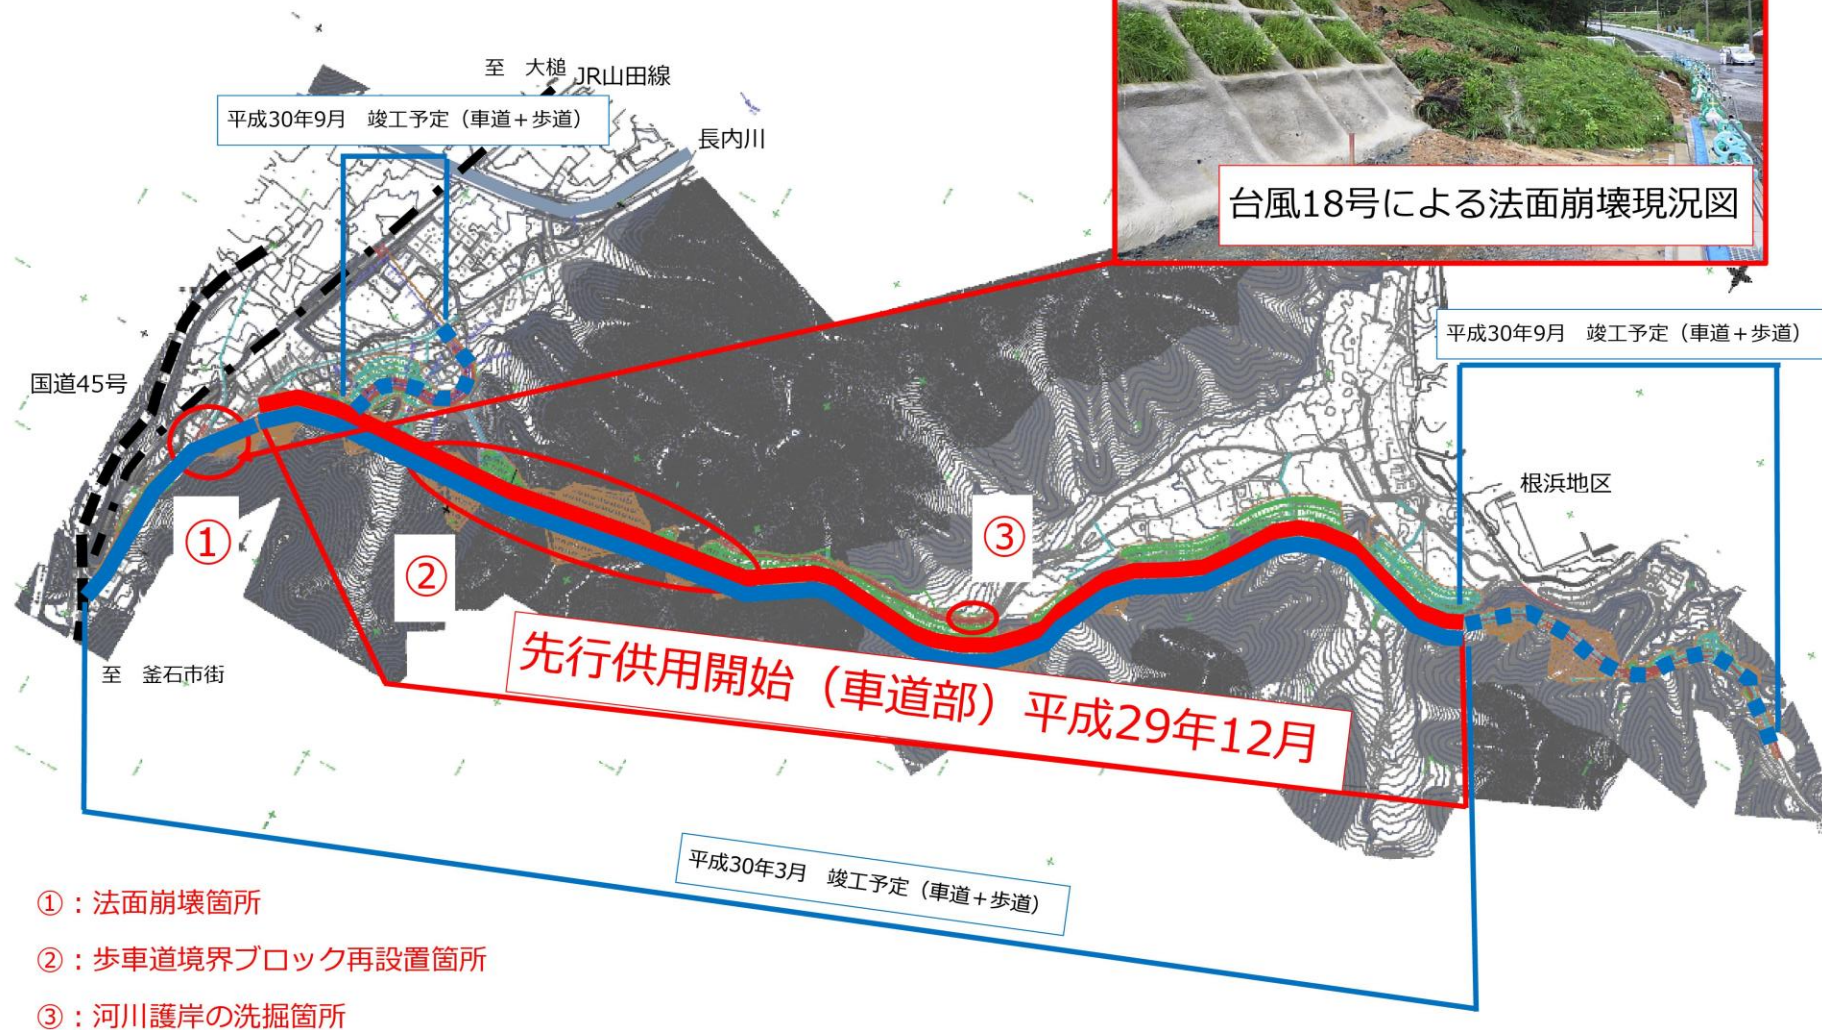 至　大槌
JR山田線
平成30年9月　竣工予定（車道＋歩道）
長内川
台風18号による法面崩壊現況図
平成30年9月　竣工予定（車道＋歩道）
国道45号
根浜地区
①
②
③
至　釜石市街
先行供用開始（車道部）平成29年12月
平成30年3月　竣工予定（車道＋歩道）
①：法面崩壊箇所
②：歩車道境界ブロック再設置箇所
③：河川護岸の洗掘箇所